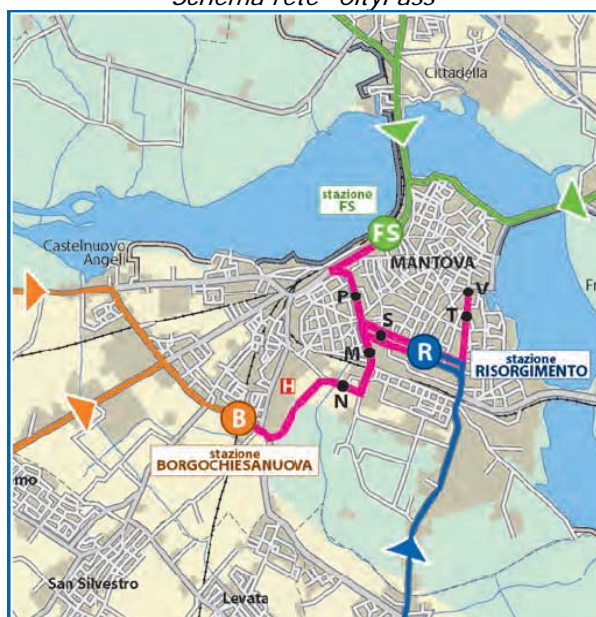 Schema rete "CityPass"
Cittadella
stazione
FS
FS
Castelnuovo
Angeli
MANTOVA
V
P
T
S
Fr
R
M
stazione
RISORGIMENTO
H
N
B
stazione
BORGOCHIESANUOVA
mo
San Silvestro
Levata